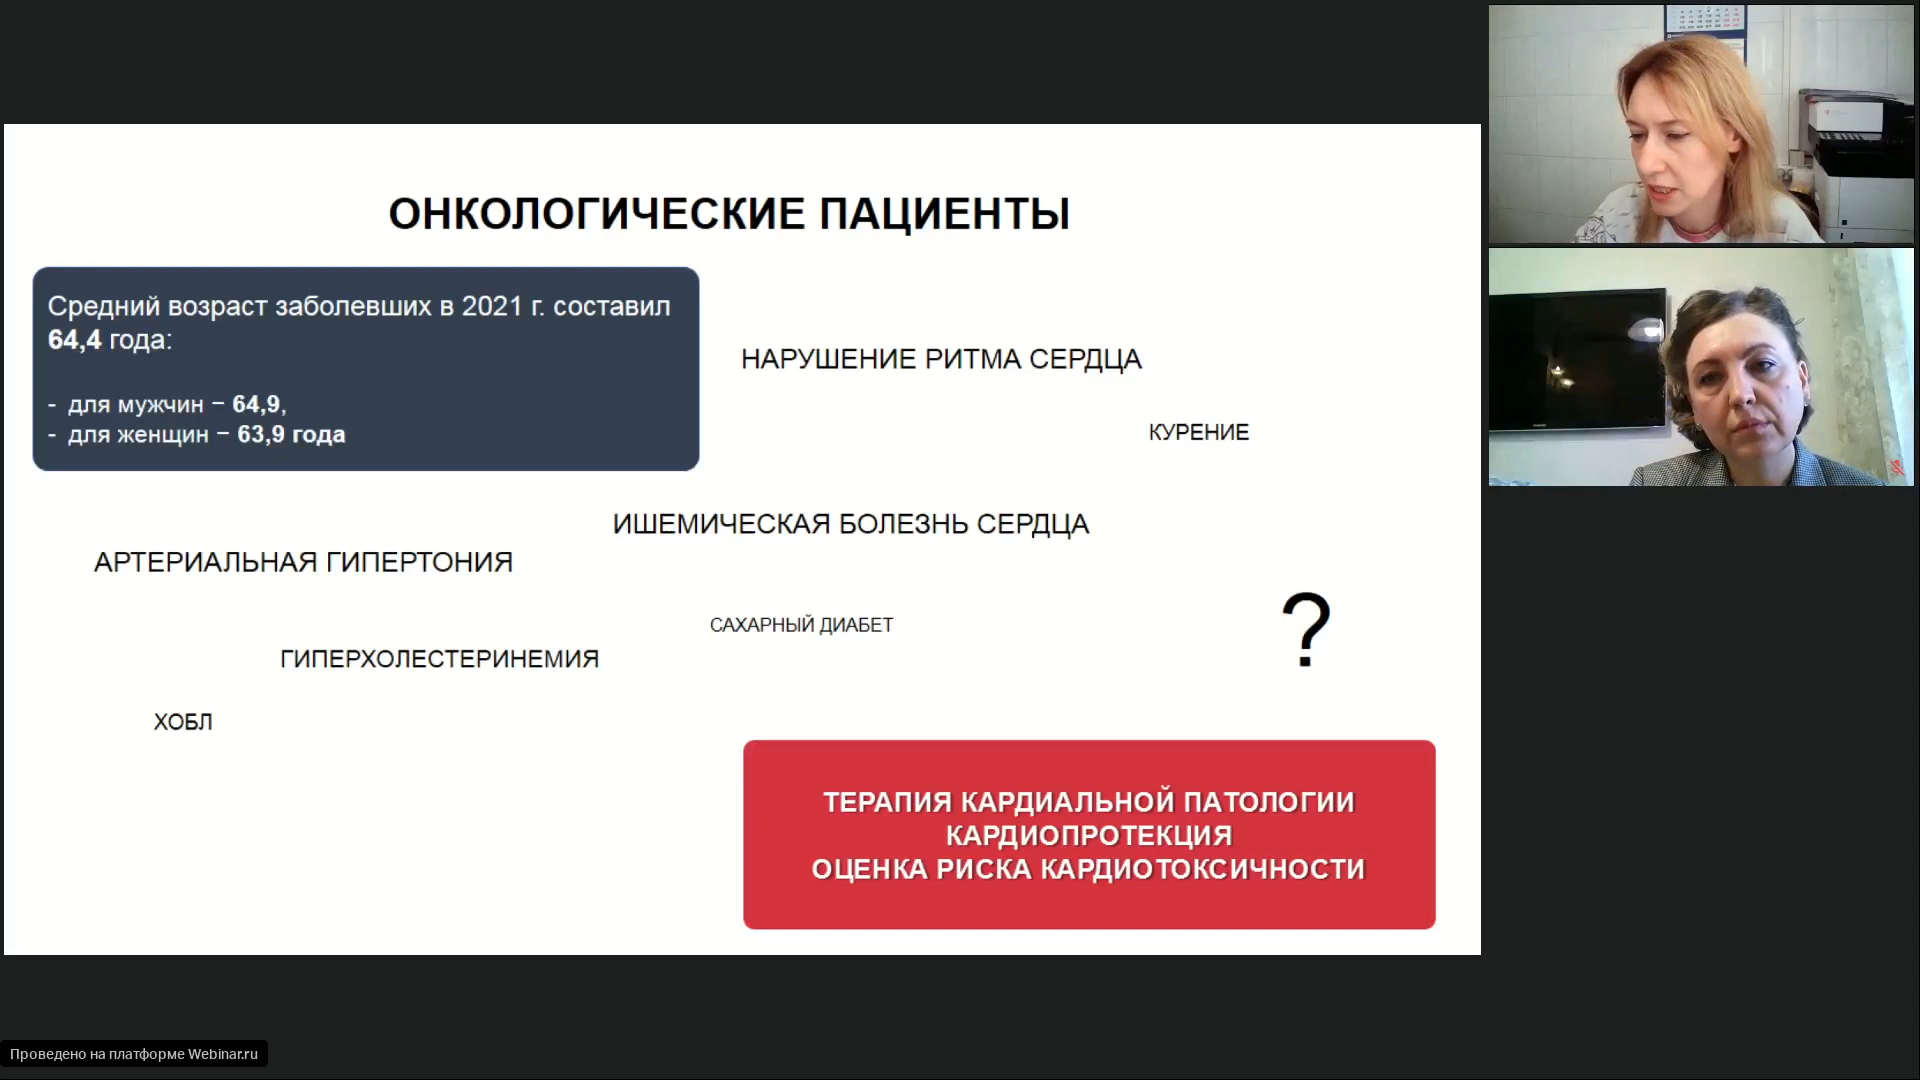 ОНКОЛОГИЧЕСКИЕ ПАЦИЕНТЫ
Средний возраст заболевших в 2021 г. составил
64,4 года:
- для мужчин – 64,9,
- для женщин – 63,9 года
НАРУШЕНИЕ РИТМА СЕРДЦА
КУРЕНИЕ
ИШЕМИЧЕСКАЯ БОЛЕЗНЬ СЕРДЦА
АРТЕРИАЛЬНАЯ ГИПЕРТОНИЯ
САХАРНЫЙ ДИАБЕТ
?
ГИПЕРХОЛЕСТЕРИНЕМИЯ
ХОБЛ
ТЕРАПИЯ КАРДИАЛЬНОЙ ПАТОЛОГИИ
КАРДИОПРОТЕКЦИЯ
ОЦЕНКА РИСКА КАРДИОТОКСИЧНОСТИ
Проведено на платформе Webinar.ru